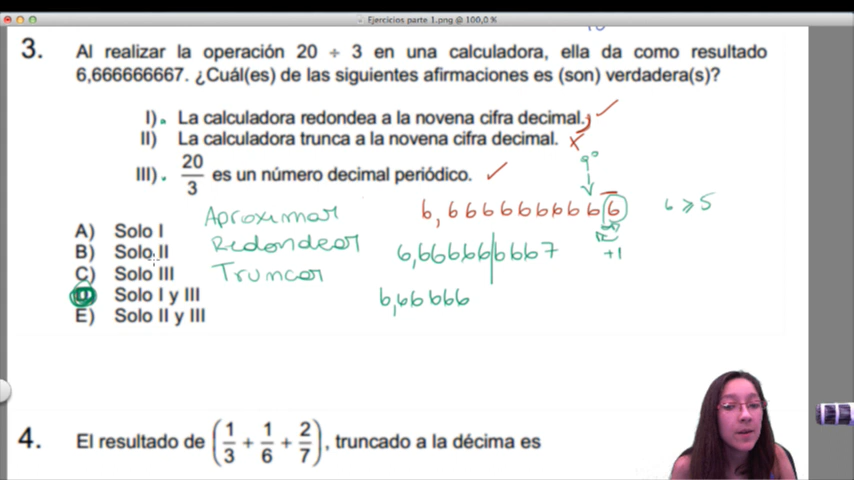 Ejercicios parte 1.png @ 100,0 %
3. Al realizar la operación 20 ÷ 3 en una calculadora, ella da como resultado
6,666666667. ¿Cuál(es) de las siguientes afirmaciones es (son) verdadera(s)?
I) La calculadora redondea a la novena cifra decimal. ✓
II) La calculadora trunca a la novena cifra decimal. x
III) 20/3 es un número decimal periódico. ✓
9°
Aproximar
6,6666666666 6 ≥ 5
A) Solo I
Redondear
6,666666667 +1
B) Solo II
Truncar
C) Solo III
6,66666
D) Solo I y III
E) Solo II y III
4. El resultado de (1/3 + 1/6 + 2/7), truncado a la décima es